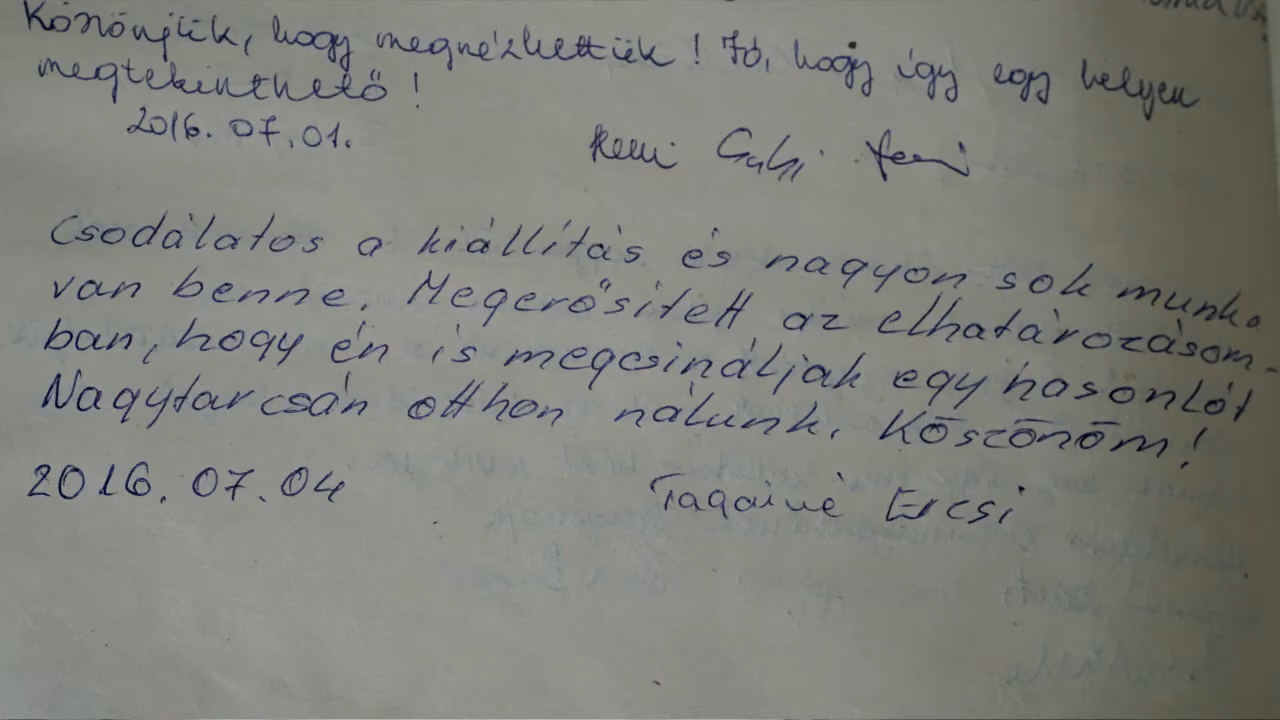 Köszönjük, hogy megnézhettük! Jó, hogy így egy helyen
megtekinthető!
2016. 07.01.
Gabi
Csodálatos a kiállítás és nagyon sok munka
van benne. Megerősített az elhatározásom-
ban, hogy én is megcsináljak egy hasonlót
Nagytarcsán otthon nálunk. Köszönöm!
2016. 07.04
Ercsi